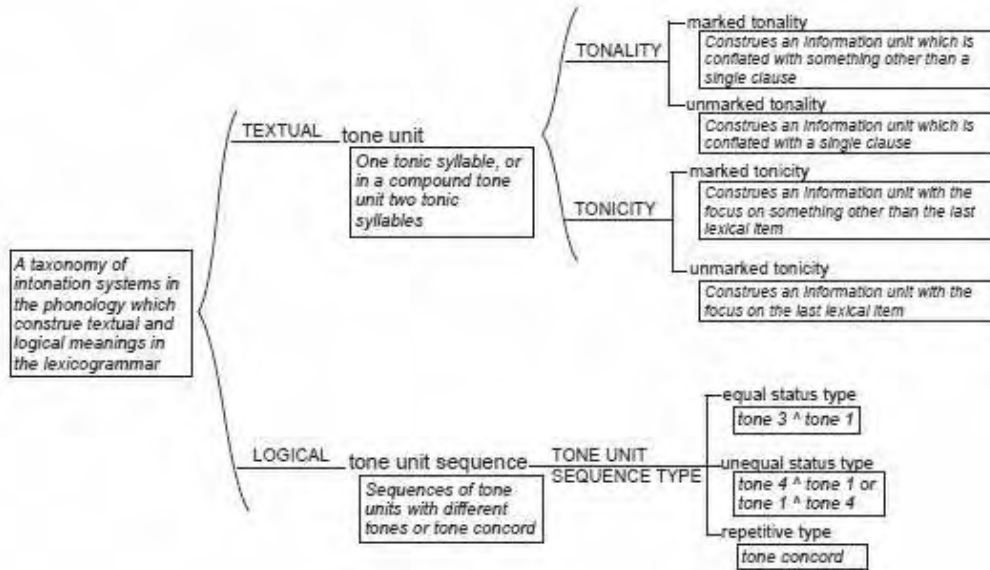 A taxonomy of
intonation systems in
the phonology which
construe textual and
logical meanings in
the lexicogrammar
TEXTUAL
tone unit
One tonic syllable, or
in a compound tone
unit two tonic
syllables
TONALITY
marked tonality
Construes an information unit which is
conflated with something other than a
single clause
unmarked tonality
Construes an information unit which is
conflated with a single clause
TONICITY
marked tonicity
Construes an information unit with the
focus on something other than the last
lexical item
unmarked tonicity
Construes an information unit with the
focus on the last lexical item
LOGICAL
tone unit sequence
Sequences of tone
units with different
tones or tone concord
TONE UNIT
SEQUENCE TYPE
equal status type
tone 3 ^ tone 1
unequal status type
tone 4 ^ tone 1 or
tone 1 ^ tone 4
repetitive type
tone concord